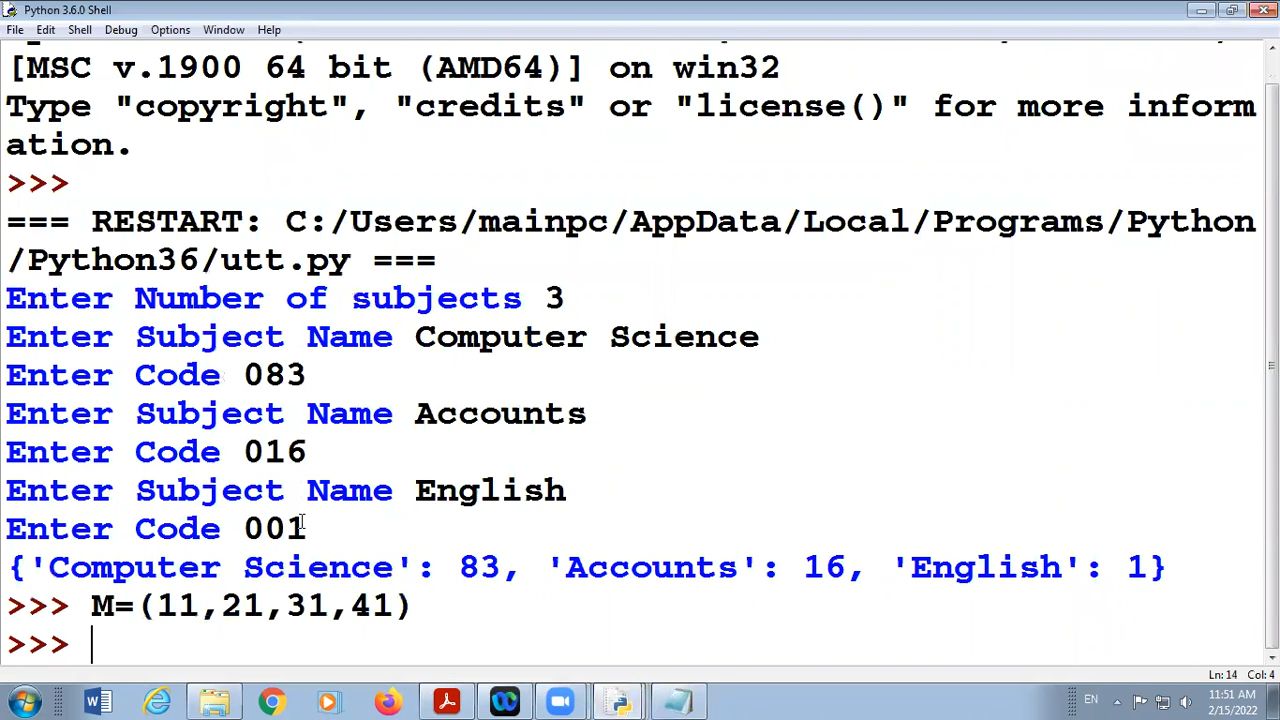 Python 3.6.0 Shell
File Edit Shell Debug Options Window Help
[MSC v.1900 64 bit (AMD64)] on win32
Type "copyright", "credits" or "license()" for more inform
ation.
>>>
=== RESTART: C:/Users/mainpc/AppData/Local/Programs/Python
/Python36/utt.py ===
Enter Number of subjects 3
Enter Subject Name Computer Science
Enter Code 083
Enter Subject Name Accounts
Enter Code 016
Enter Subject Name English
Enter Code 001
{'Computer Science': 83, 'Accounts': 16, 'English': 1}
>>> M=(11,21,31,41)
>>>
Ln: 14 Col: 4
EN 11:51 AM
2/15/2022